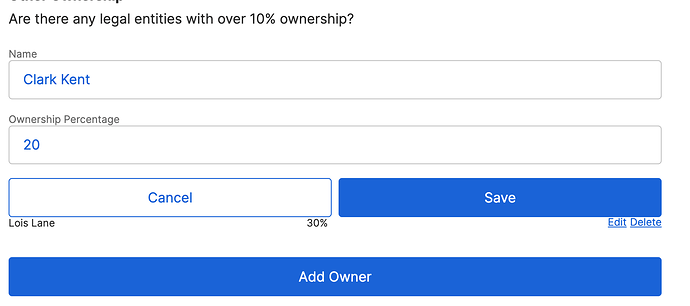 Are there any legal entities with over 10% ownership?
Name
Clark Kent
Ownership Percentage
20
Cancel Save
Lois Lane 30% Edit Delete
Add Owner